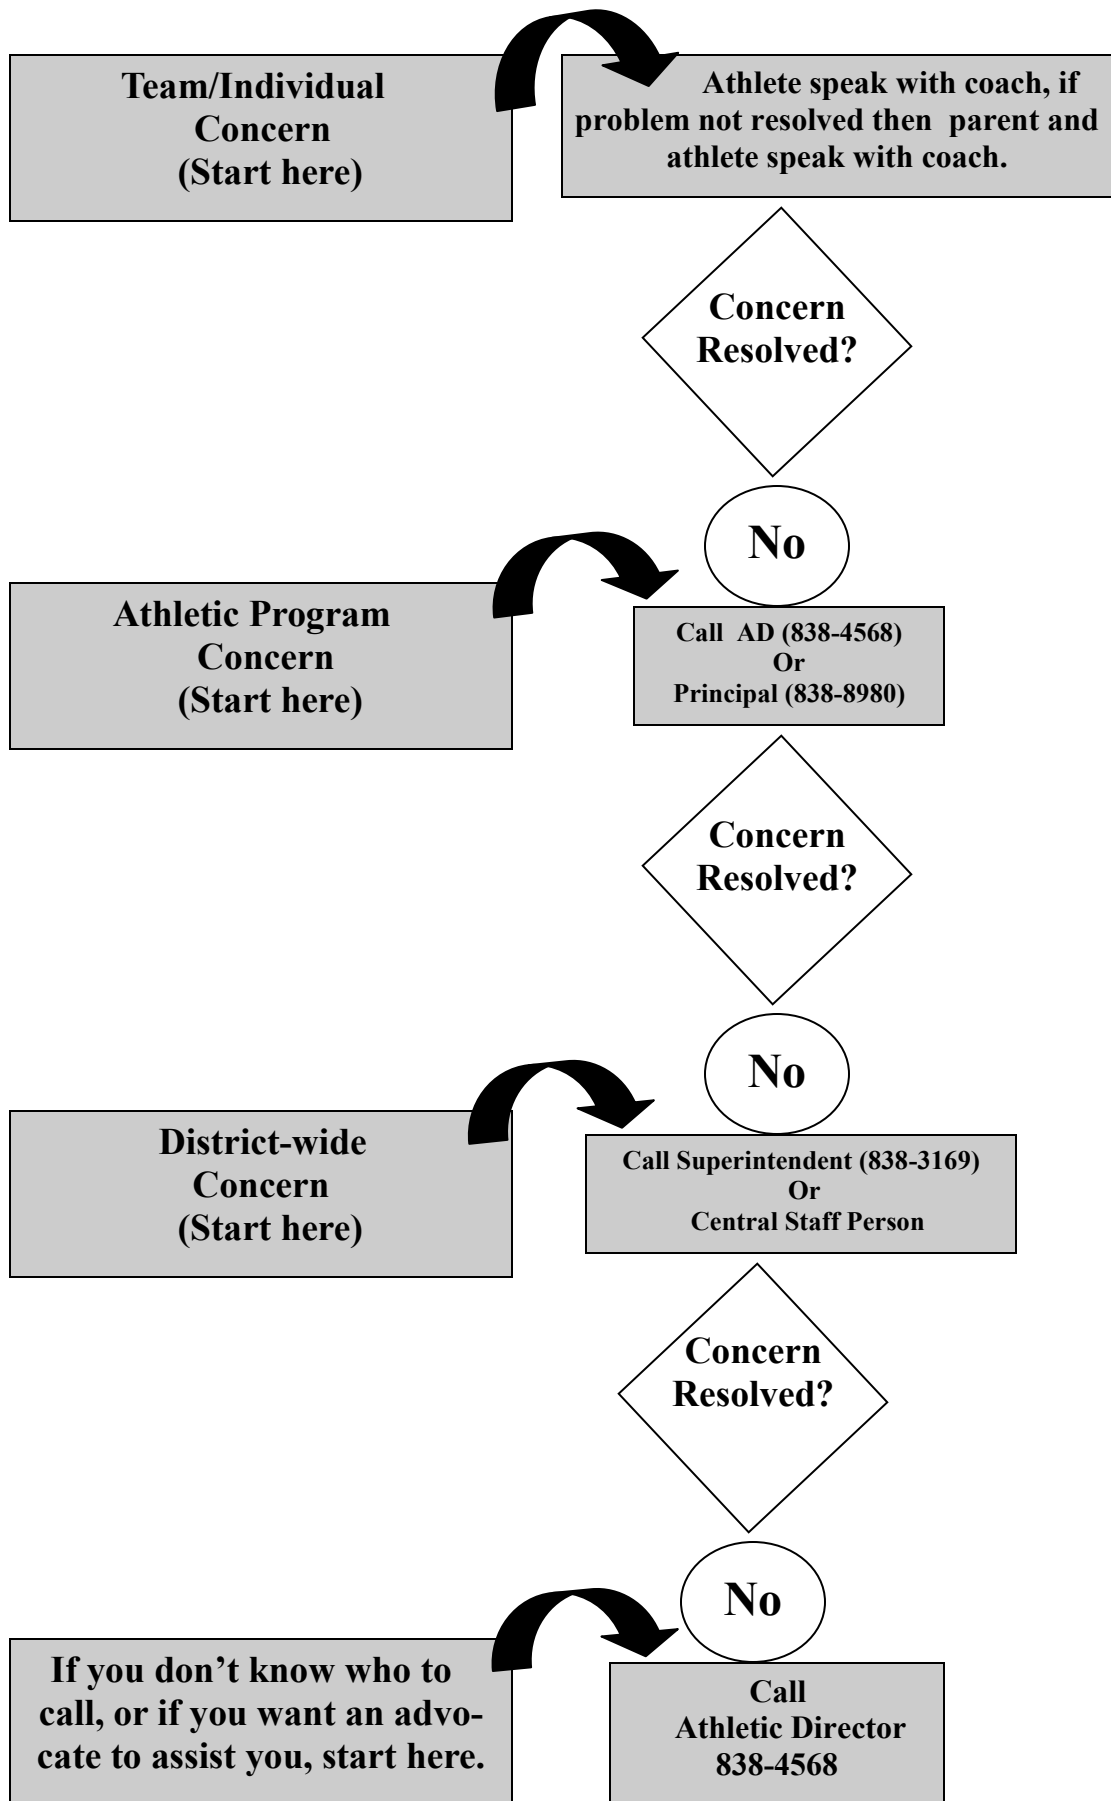 Team/Individual
Concern
(Start here)
Athlete speak with coach, if
problem not resolved then parent and
athlete speak with coach.
Concern
Resolved?
No
Athletic Program
Concern
(Start here)
Call AD (838-4568)
Or
Principal (838-8980)
Concern
Resolved?
No
District-wide
Concern
(Start here)
Call Superintendent (838-3169)
Or
Central Staff Person
Concern
Resolved?
No
If you don’t know who to
call, or if you want an advo-
cate to assist you, start here.
Call
Athletic Director
838-4568